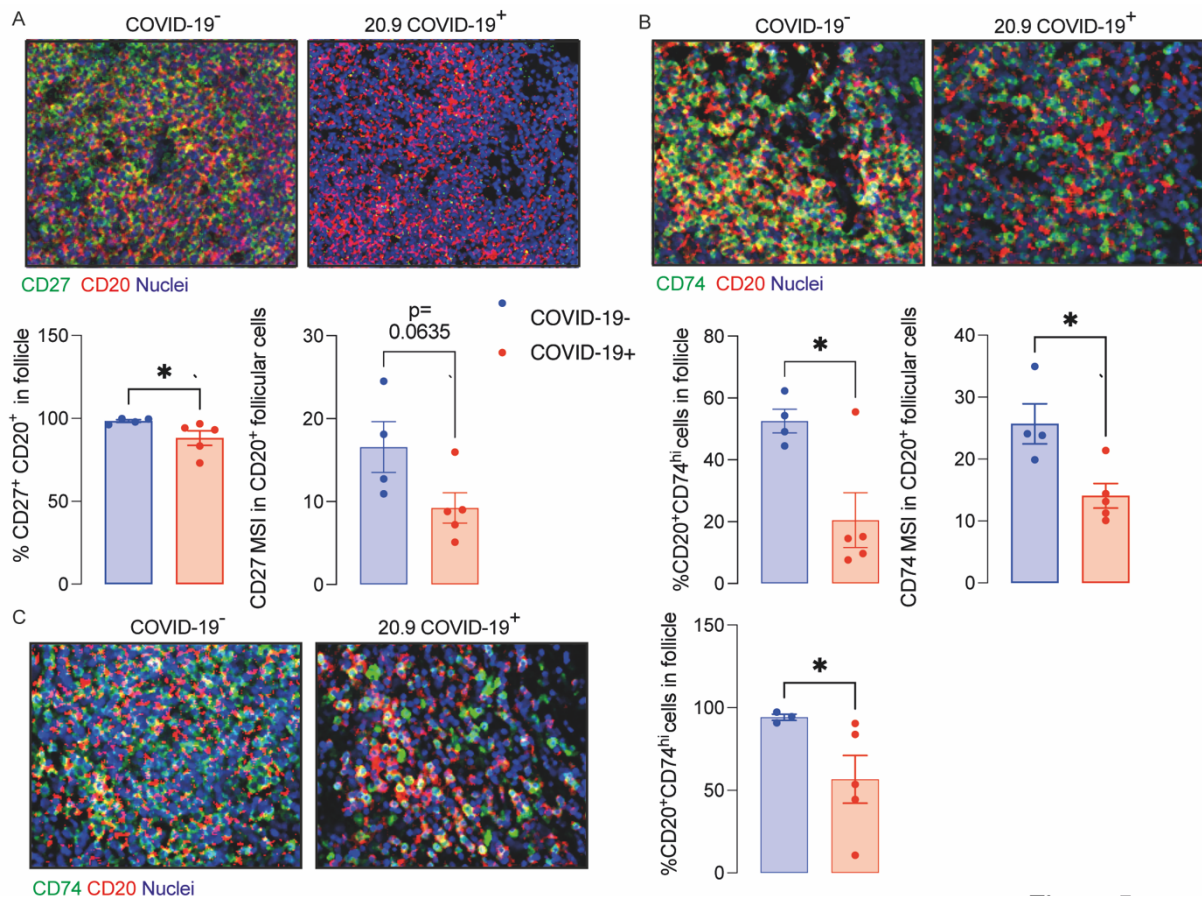 A
COVID-19-
20.9 COVID-19+
CD27 CD20 Nuclei
B
COVID-19-
20.9 COVID-19+
CD74 CD20 Nuclei
% CD27+ CD20+ in follicle
150
100
50
0
*
CD27 MSI in CD20+ follicular cells
30
20
10
0
p=
0.0635
COVID-19-
COVID-19+
%CD20+CD74hi cells in follicle
80
60
40
20
0
*
CD74 MSI in CD20+ follicular cells
40
30
20
10
0
*
C
COVID-19-
20.9 COVID-19+
CD74 CD20 Nuclei
%CD20+CD74hi cells in follicle
150
100
50
0
*